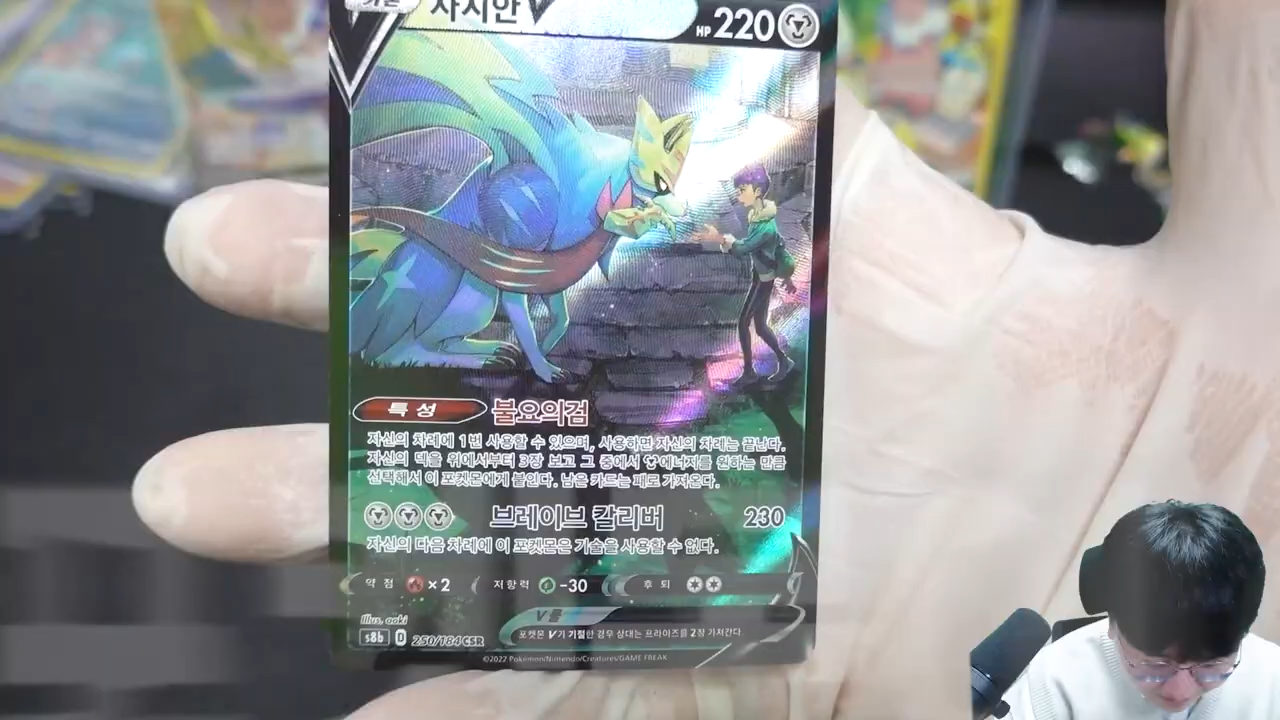 자시안 V HP 220
특성 불요의검
자신의 차례에 1번 사용할 수 있으며, 사용하면 자신의 차례는 끝난다.
자신의 덱을 위에서부터 3장 보고 그 중에서 에너지를 원하는 만큼
선택해서 이 포켓몬에게 붙인다. 남은 카드는 패로 가져온다.
브레이브 칼리버 230
자신의 다음 차례에 이 포켓몬은 기술을 사용할 수 없다.
약점 ×2 저항력 -30 후퇴
Illus. aoki
V룰
s8b D 250/184 CSR
포켓몬 V가 기절한 경우 상대는 프라이즈를 2장 가져간다.
©2022 Pokémon/Nintendo/Creatures/GAME FREAK